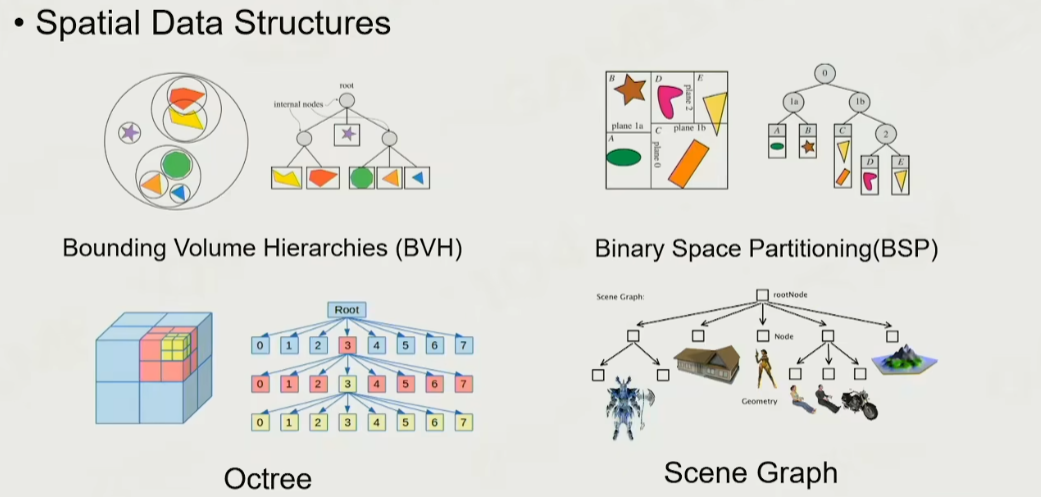 • Spatial Data Structures
root
internal nodes
Bounding Volume Hierarchies (BVH)
B
D
E
plane 2
plane 1a
C
plane 1b
A
plane 0
0
1a
1b
A
B
C
2
D
E
Binary Space Partitioning(BSP)
Root
0 1 2 3 4 5 6 7
0 1 2 3 4 5 6 7
0 1 2 3 4 5 6 7
Octree
Scene Graph:
rootNode
Node
Geometry
Scene Graph